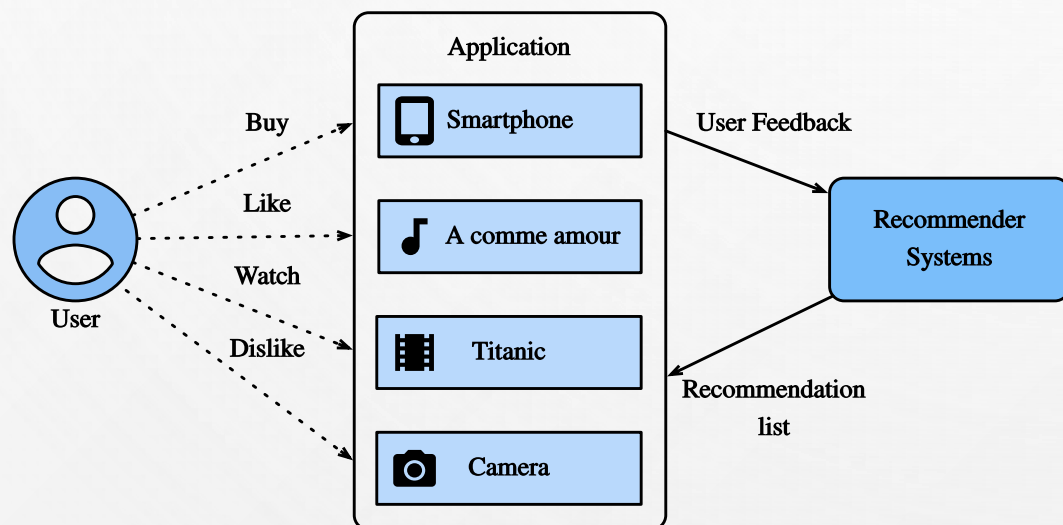 Application
Buy
Smartphone
User Feedback
Like
A comme amour
Recommender
Systems
Watch
User
Dislike
Titanic
Recommendation
list
Camera